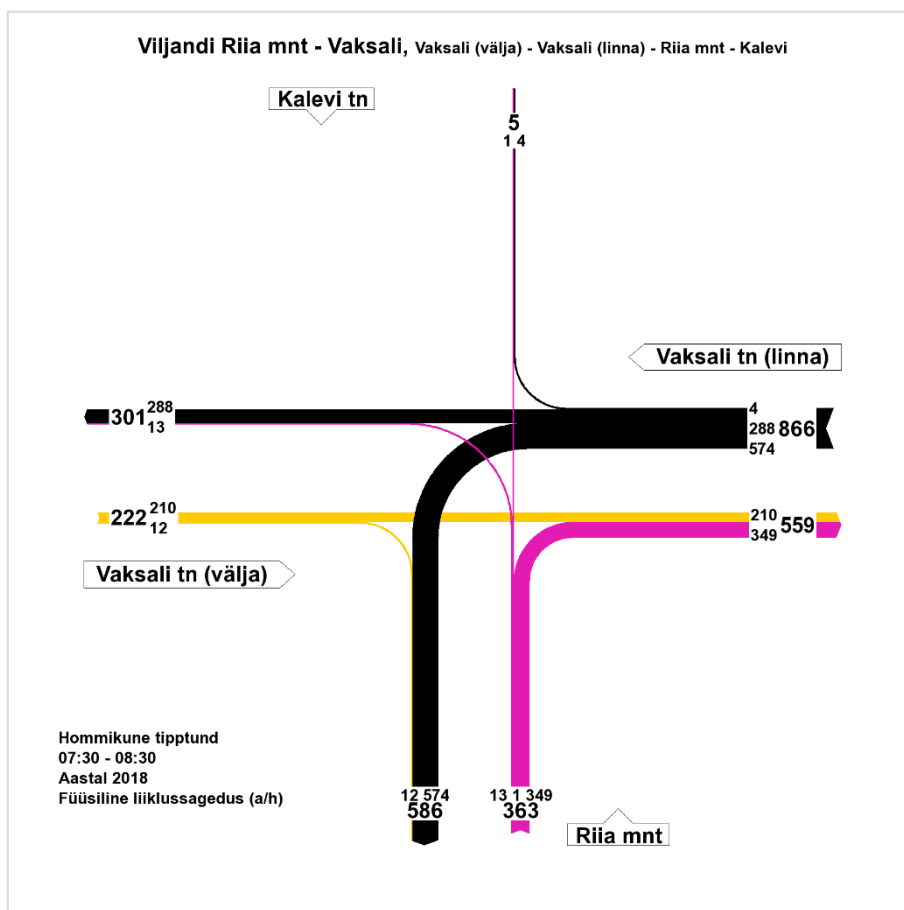 Viljandi Riia mnt - Vaksali, Vaksali (välja) - Vaksali (linna) - Riia mnt - Kalevi
Kalevi tn
5
1 4
Vaksali tn (linna)
301 288
13
4
288 866
574
222 210
12
210
349 559
Vaksali tn (välja)
Hommikune tipptund
07:30 - 08:30
Aastal 2018
Füüsiline liiklussagedus (a/h)
12 574
586
13 1 349
363
Riia mnt